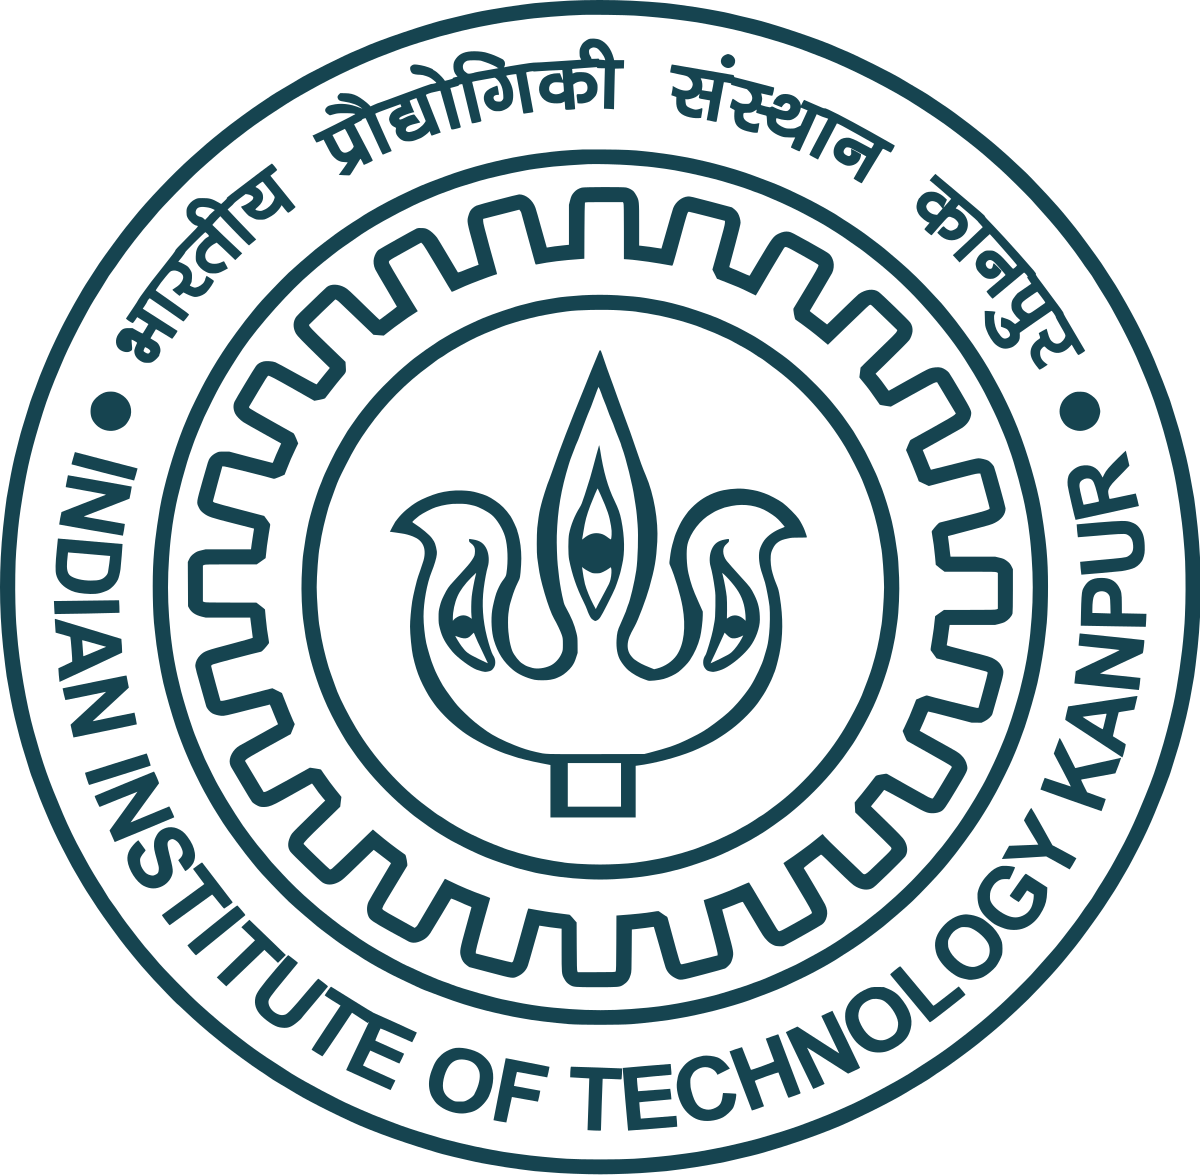 भारतीय प्रौद्योगिकी संस्थान कानपुर
INDIAN INSTITUTE OF TECHNOLOGY KANPUR